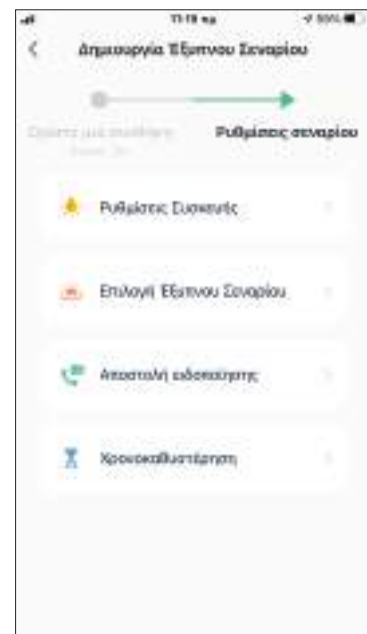 Δημιουργία Έξυπνου Σεναρίου
Ρυθμίσεις σεναρίου
Ρυθμίσεις Συσκευής
Επιλογή Έξυπνου Σεναρίου
Αποστολή ειδοποίησης
Χρονοκαθυστέρηση